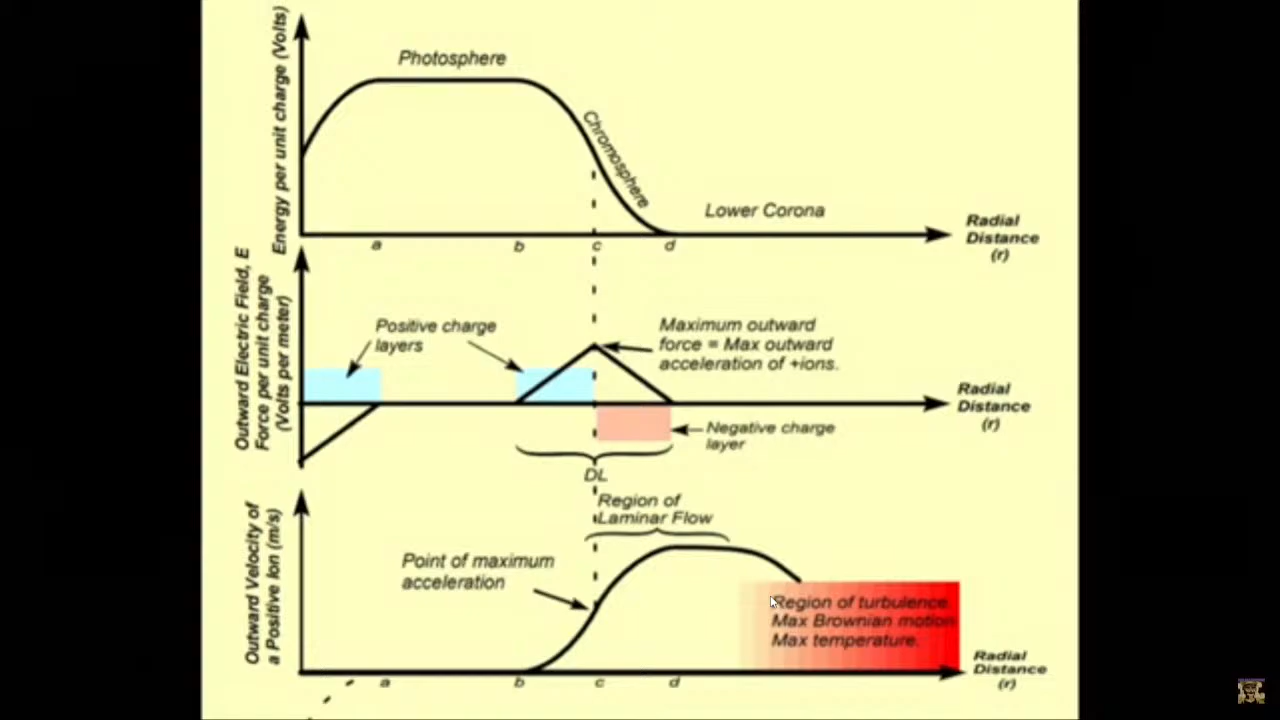 Energy per unit charge (Volts)
Photosphere
Chromosphere
Lower Corona
Radial
Distance
(r)
a
b
c
d
Outward Electric Field, E
Force per unit charge
(Volts per meter)
Positive charge
layers
Maximum outward
force = Max outward
acceleration of +ions.
Radial
Distance
(r)
Negative charge
layer
DL
Region of
Laminar Flow
Outward Velocity of
a Positive Ion (m/s)
Point of maximum
acceleration
Region of turbulence.
Max Brownian motion
Max temperature.
Radial
Distance
(r)
a
b
c
d